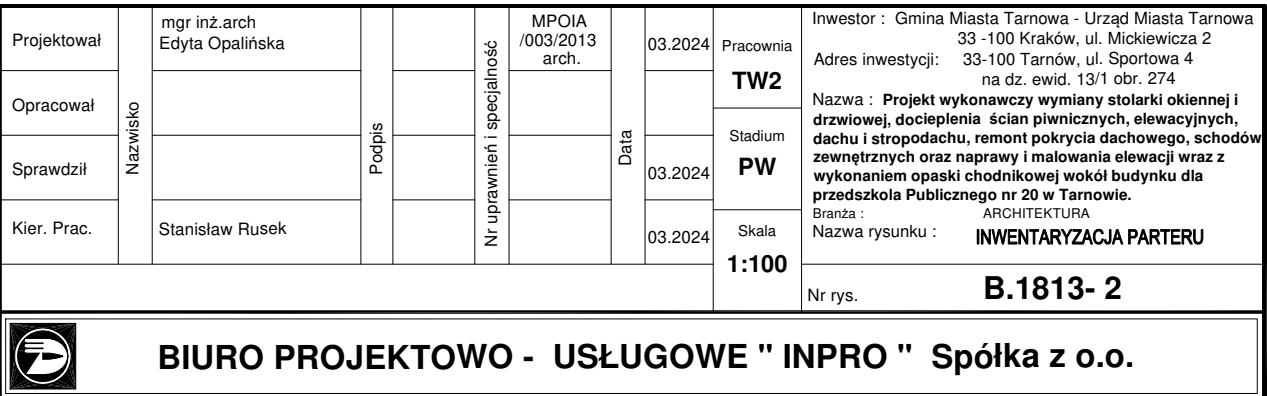 Projektował
Nazwisko
mgr inż.arch
Edyta Opalińska
Podpis
Nr uprawnień i specjalność
MPOIA
/003/2013
arch.
Data
03.2024
Opracował
Sprawdził
03.2024
Kier. Prac.
Stanisław Rusek
03.2024
Pracownia
TW2
Stadium
PW
Skala
1:100
Inwestor : Gmina Miasta Tarnowa - Urząd Miasta Tarnowa
33 -100 Kraków, ul. Mickiewicza 2
Adres inwestycji: 33-100 Tarnów, ul. Sportowa 4
na dz. ewid. 13/1 obr. 274
Nazwa : Projekt wykonawczy wymiany stolarki okiennej i
drzwiowej, docieplenia ścian piwnicznych, elewacyjnych,
dachu i stropodachu, remont pokrycia dachowego, schodów
zewnętrznych oraz naprawy i malowania elewacji wraz z
wykonaniem opaski chodnikowej wokół budynku dla
przedszkola Publicznego nr 20 w Tarnowie.
Branża : ARCHITEKTURA
Nazwa rysunku : INWENTARYZACJA PARTERU
Nr rys. B.1813- 2
BIURO PROJEKTOWO - USŁUGOWE " INPRO " Spółka z o.o.